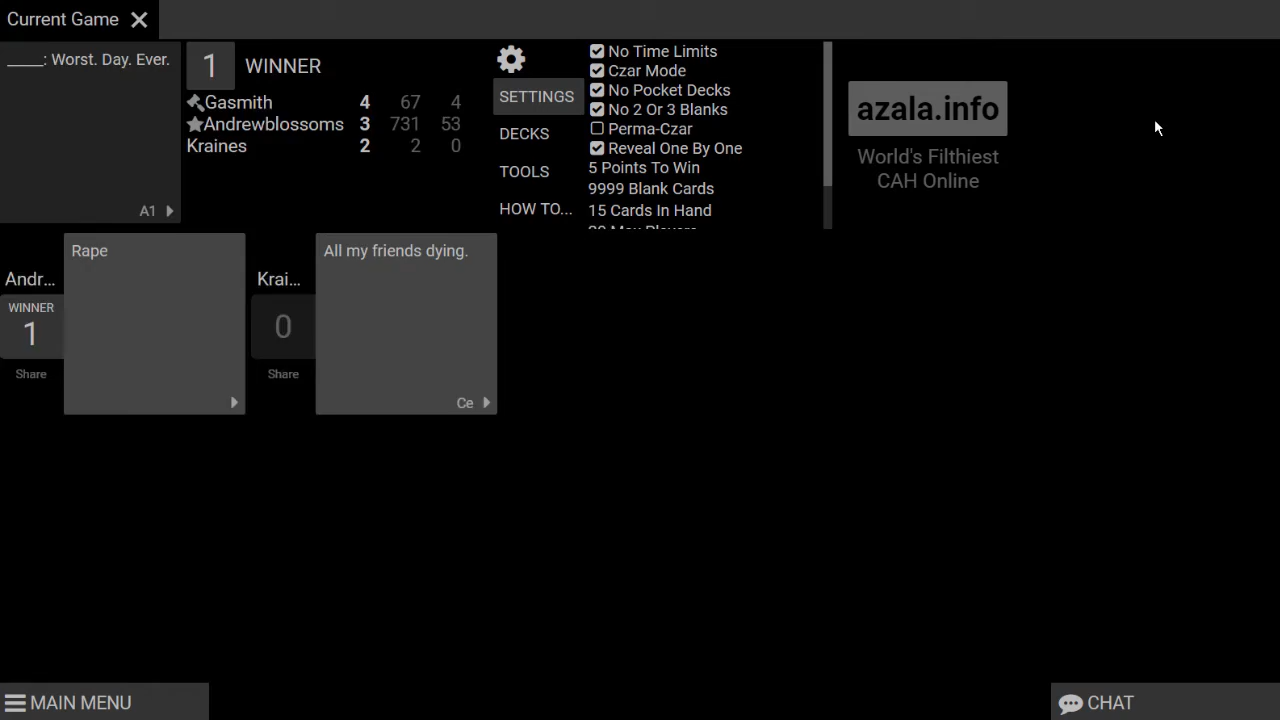 Current Game
_____: Worst. Day. Ever.
A1
1 WINNER
Gasmith 4 67 4
Andrewblossoms 3 731 53
Kraines 2 2 0
SETTINGS
DECKS
TOOLS
HOW TO...
No Time Limits
Czar Mode
No Pocket Decks
No 2 Or 3 Blanks
Perma-Czar
Reveal One By One
5 Points To Win
9999 Blank Cards
15 Cards In Hand
azala.info
World's Filthiest
CAH Online
Andr...
WINNER
1
Share
Rape
Krai...
0
Share
All my friends dying.
Ce
MAIN MENU
CHAT